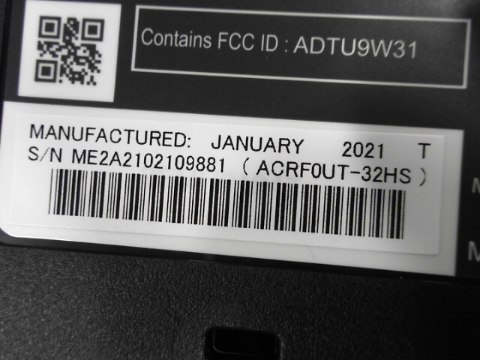 Contains FCC ID : ADTU9W31
MANUFACTURED: JANUARY 2021 T
S/N ME2A2102109881 ( ACRF0UT-32HS )
M
M